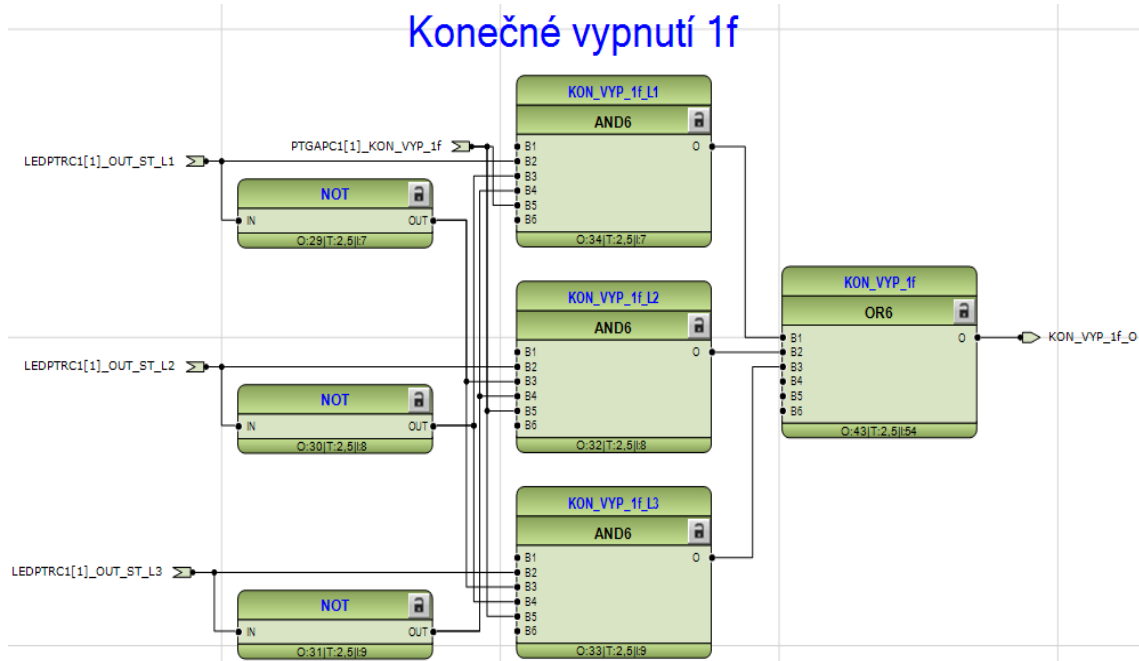 Konečné vypnutí 1f
KON_VYP_1f_L1
AND6
PTGAPC1[1]_KON_VYP_1f
LEDPTRC1[1]_OUT_ST_L1
B1
B2
B3
B4
B5
B6
O
NOT
IN
OUT
O:29|T:2,5|I:7
O:34|T:2,5|I:7
KON_VYP_1f_L2
AND6
LEDPTRC1[1]_OUT_ST_L2
B1
B2
B3
B4
B5
B6
O
NOT
IN
OUT
O:30|T:2,5|I:8
O:32|T:2,5|I:8
KON_VYP_1f
OR6
B1
B2
B3
B4
B5
B6
O
KON_VYP_1f_O
O:43|T:2,5|I:54
KON_VYP_1f_L3
AND6
LEDPTRC1[1]_OUT_ST_L3
B1
B2
B3
B4
B5
B6
O
NOT
IN
OUT
O:31|T:2,5|I:9
O:33|T:2,5|I:9